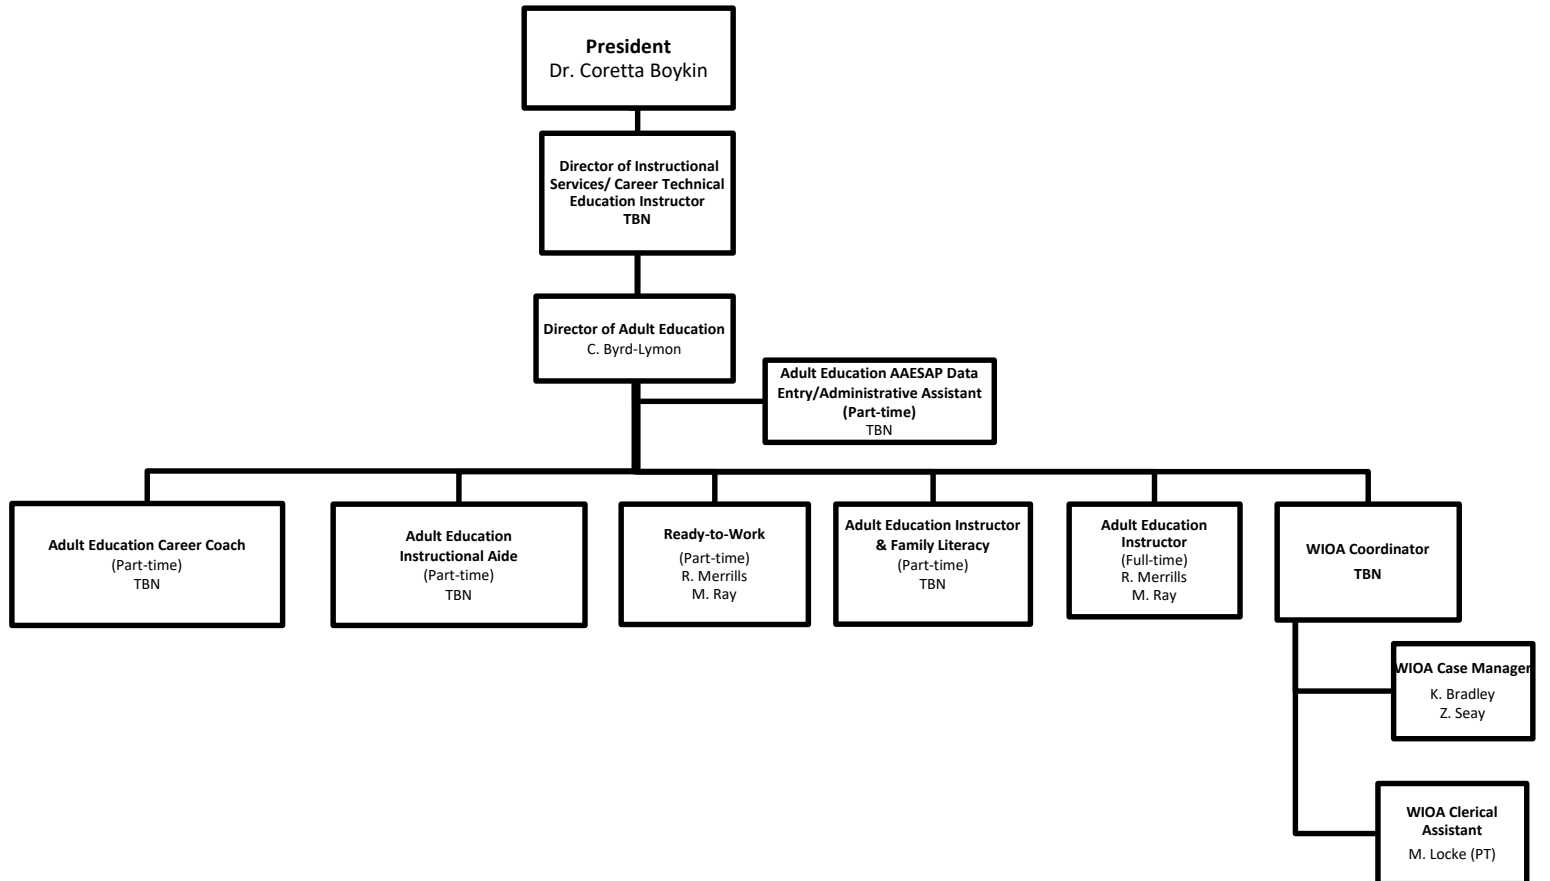 President
Dr. Coretta Boykin
Director of Instructional
Services/ Career Technical
Education Instructor
TBN
Director of Adult Education
C. Byrd-Lymon
Adult Education AAESAP Data
Entry/Administrative Assistant
(Part-time)
TBN
Adult Education Career Coach
(Part-time)
TBN
Adult Education
Instructional Aide
(Part-time)
TBN
Ready-to-Work
(Part-time)
R. Merrills
M. Ray
Adult Education Instructor
& Family Literacy
(Part-time)
TBN
Adult Education
Instructor
(Full-time)
R. Merrills
M. Ray
WIOA Coordinator
TBN
WIOA Case Manager
K. Bradley
Z. Seay
WIOA Clerical
Assistant
M. Locke (PT)